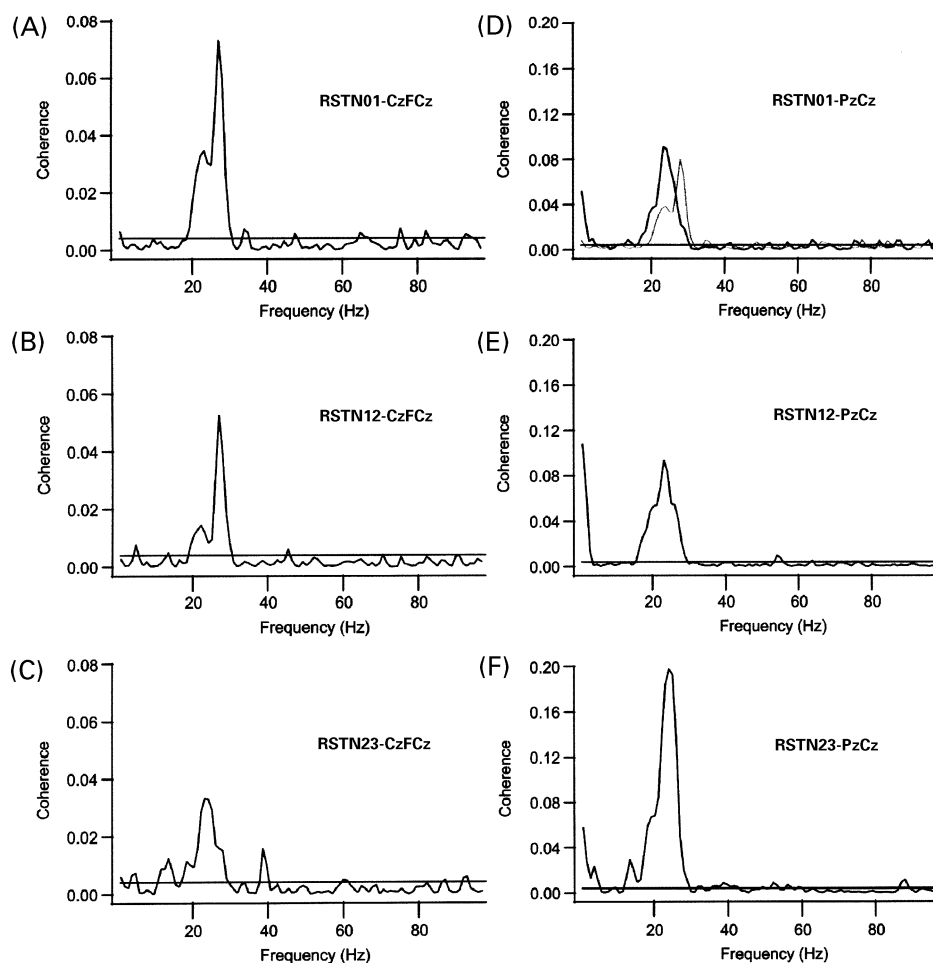 (A)
0.08
0.06
0.04
0.02
0.00
Coherence
RSTN01-CzFCz
20 40 60 80
Frequency (Hz)
(B)
0.08
0.06
0.04
0.02
0.00
Coherence
RSTN12-CzFCz
20 40 60 80
Frequency (Hz)
(C)
0.08
0.06
0.04
0.02
0.00
Coherence
RSTN23-CzFCz
20 40 60 80
Frequency (Hz)
(D)
0.20
0.16
0.12
0.08
0.04
0.00
Coherence
RSTN01-PzCz
20 40 60 80
Frequency (Hz)
(E)
0.20
0.16
0.12
0.08
0.04
0.00
Coherence
RSTN12-PzCz
20 40 60 80
Frequency (Hz)
(F)
0.20
0.16
0.12
0.08
0.04
0.00
Coherence
RSTN23-PzCz
20 40 60 80
Frequency (Hz)